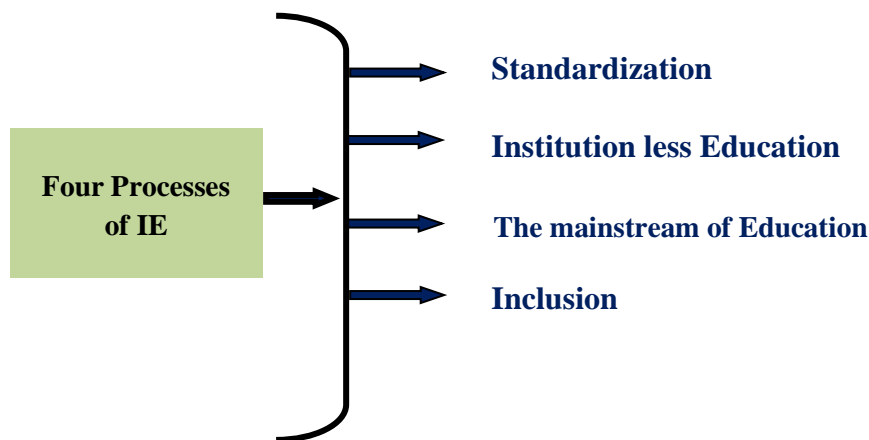 Four Processes
of IE
Standardization
Institution less Education
The mainstream of Education
Inclusion